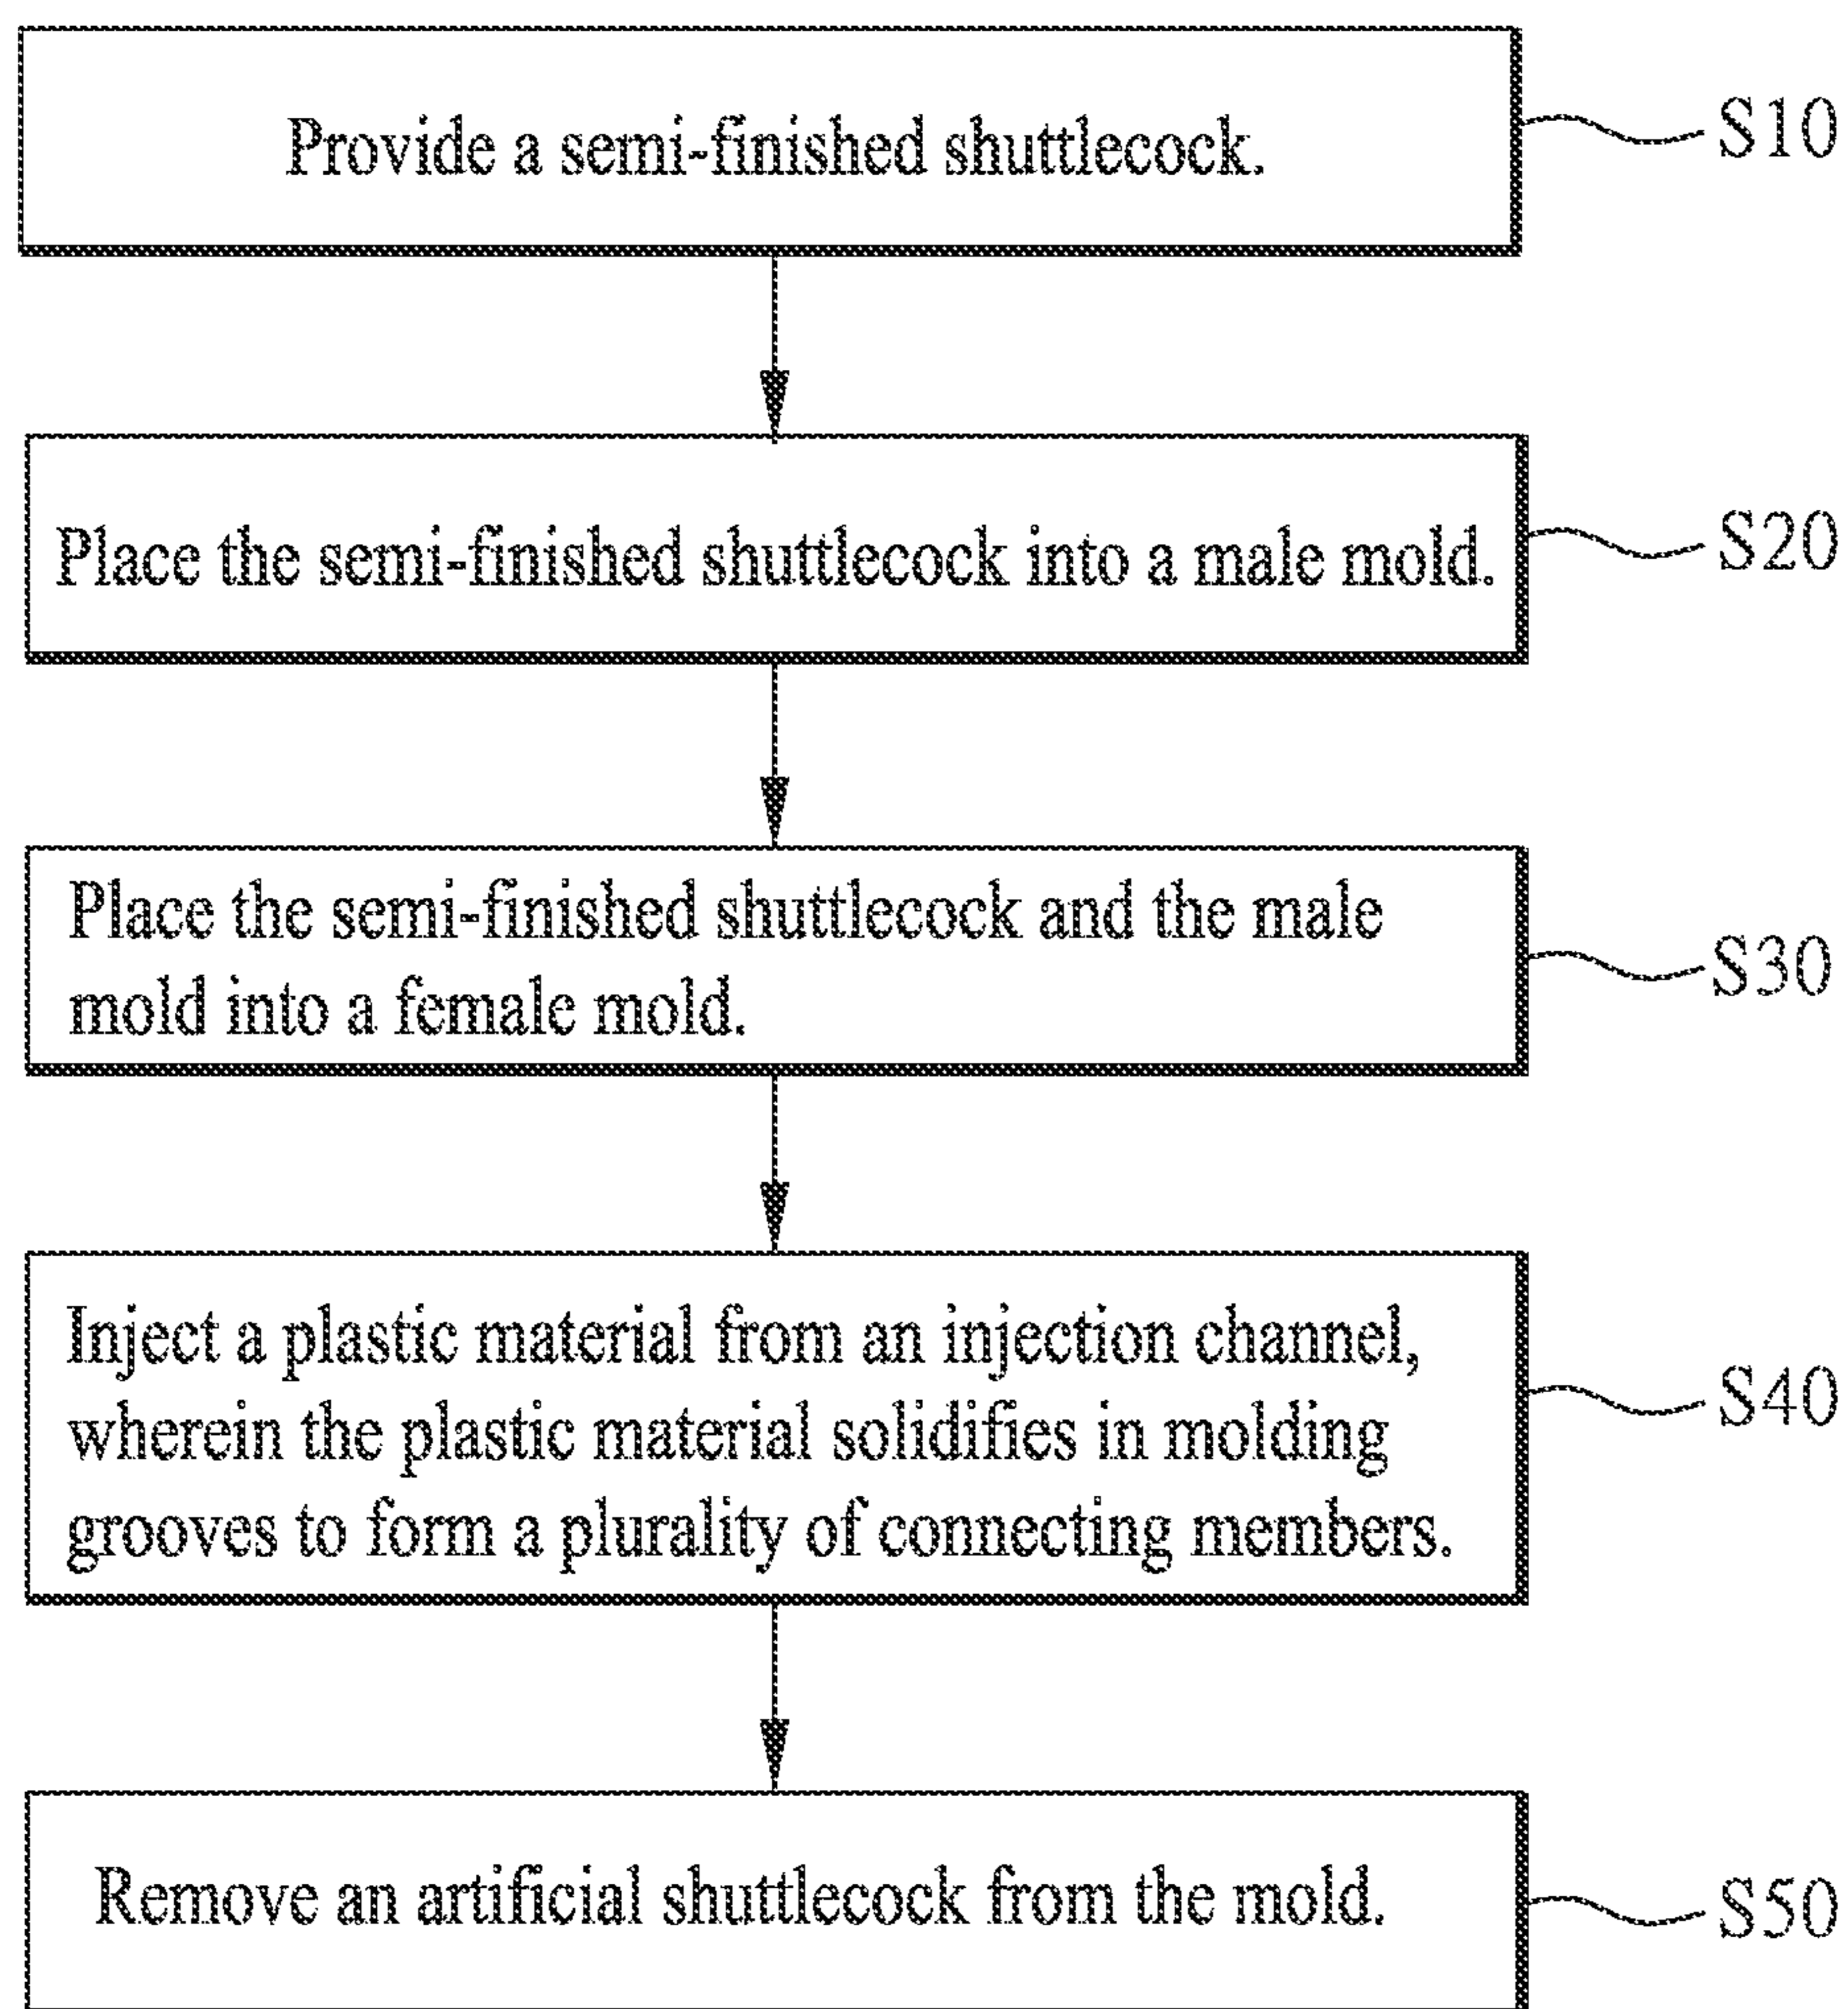 Provide a semi-finished shuttlecock.
S10
Place the semi-finished shuttlecock into a male mold.
S20
Place the semi-finished shuttlecock and the male
mold into a female mold.
S30
Inject a plastic material from an injection channel,
wherein the plastic material solidifies in molding
grooves to form a plurality of connecting members.
S40
Remove an artificial shuttlecock from the mold.
S50